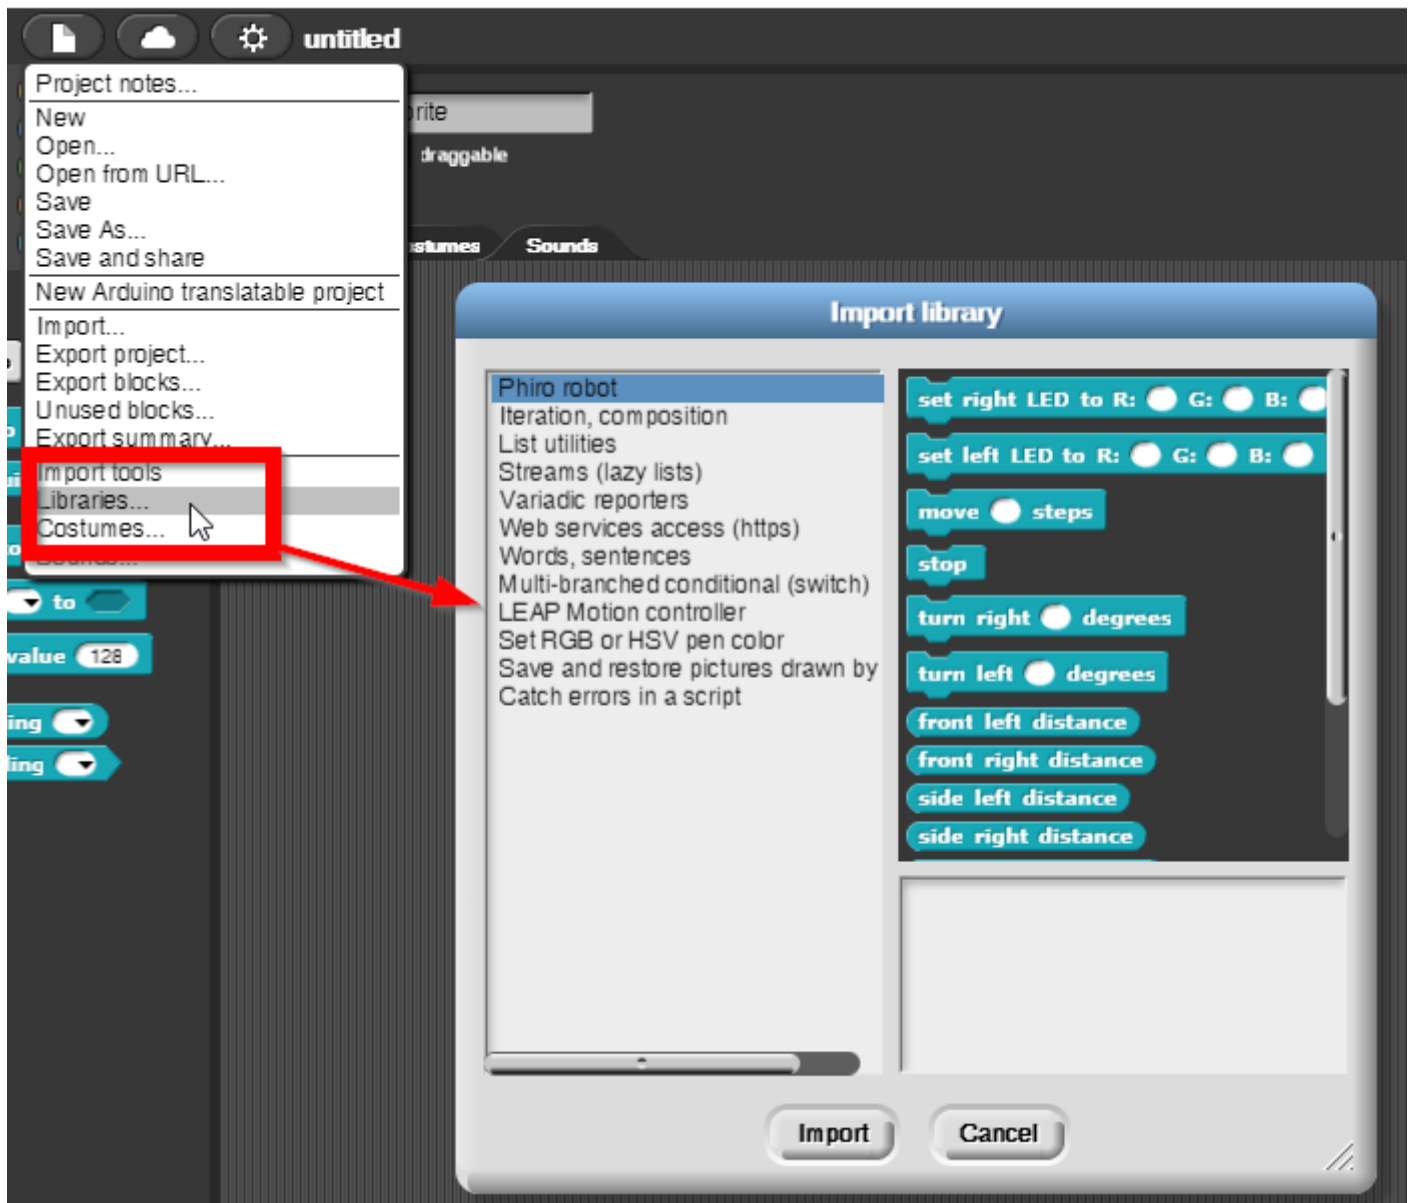 untitled
Project notes...
New
Open...
Open from URL...
Save
Save As...
Save and share
New Arduino translatable project
Import...
Export project...
Export blocks...
Unused blocks...
Export summary...
Import tools
Libraries...
Costumes...
Sounds...
draggable
Sounds
to
value 128
Import library
Phiro robot
Iteration, composition
List utilities
Streams (lazy lists)
Variadic reporters
Web services access (https)
Words, sentences
Multi-branched conditional (switch)
LEAP Motion controller
Set RGB or HSV pen color
Save and restore pictures drawn by
Catch errors in a script
set right LED to R: G: B:
set left LED to R: G: B:
move steps
stop
turn right degrees
turn left degrees
front left distance
front right distance
side left distance
side right distance
Import
Cancel